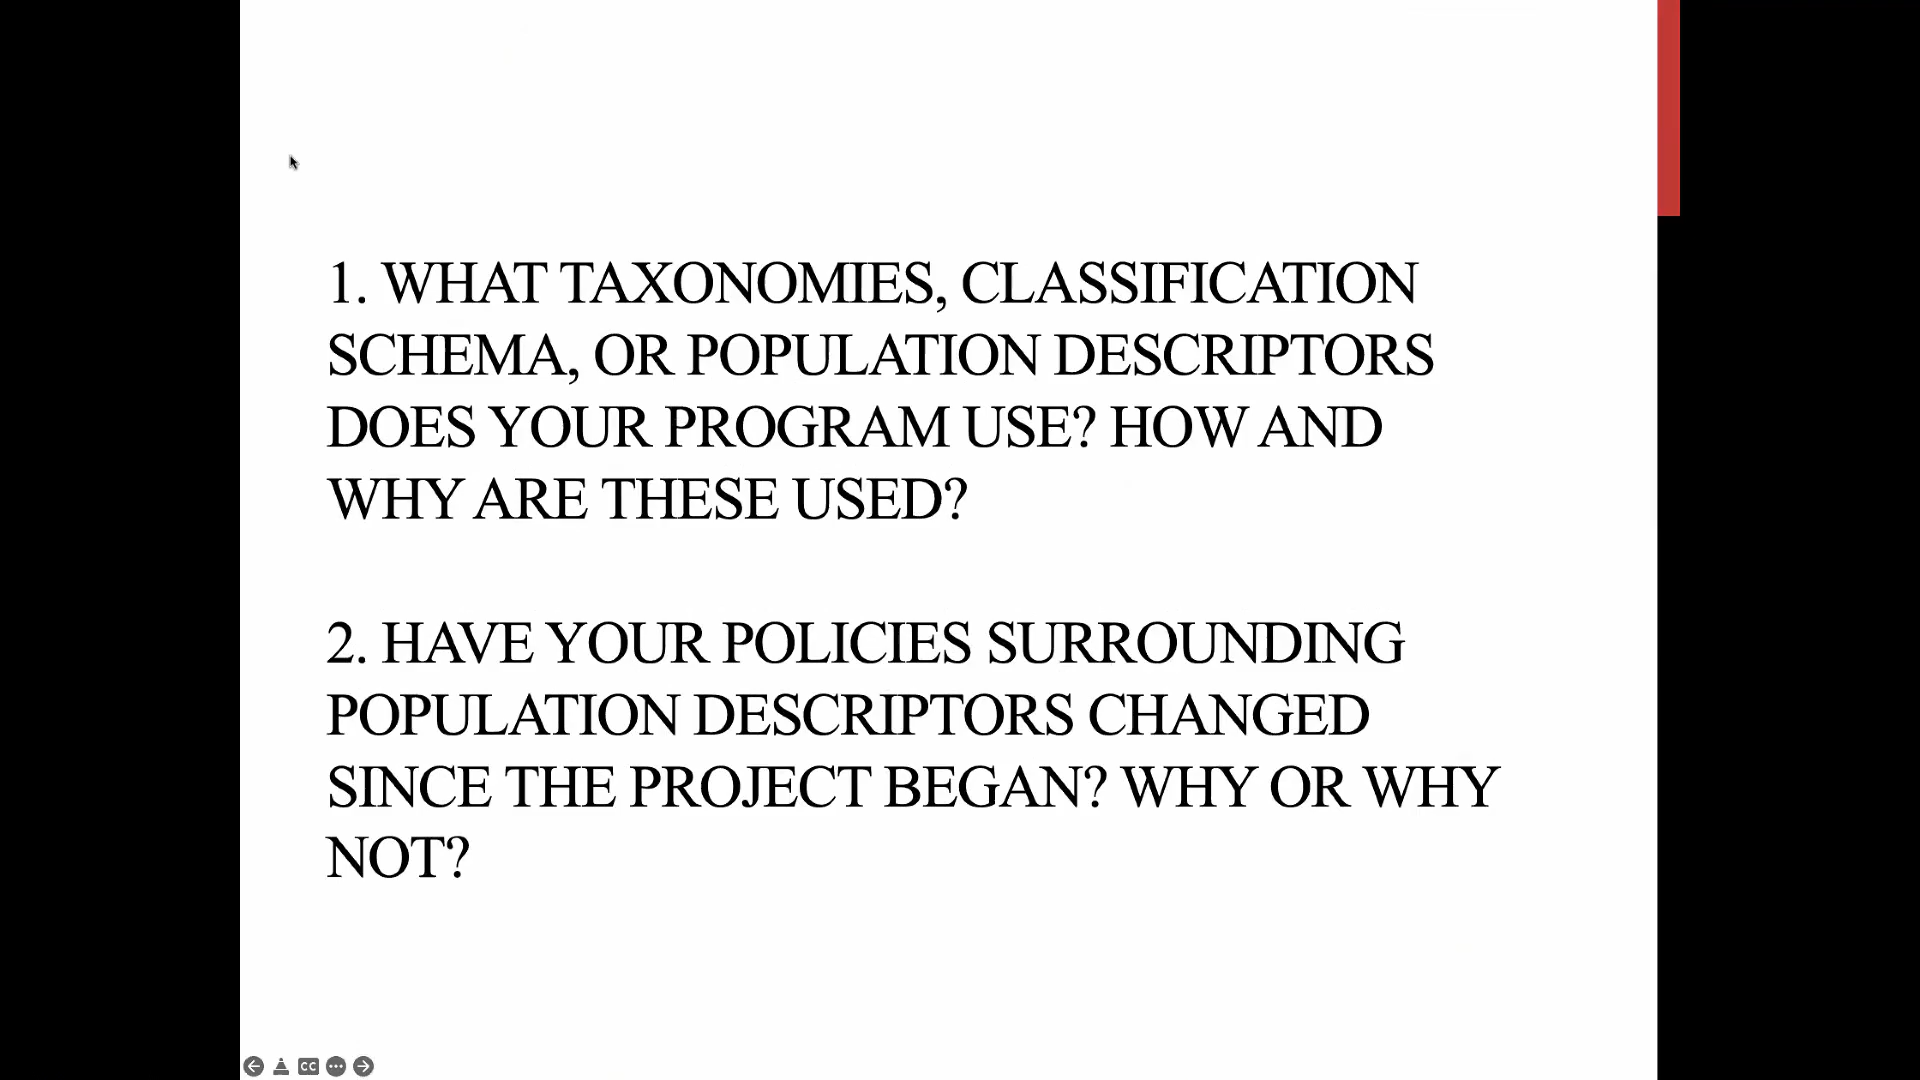 1. WHAT TAXONOMIES, CLASSIFICATION
SCHEMA, OR POPULATION DESCRIPTORS
DOES YOUR PROGRAM USE? HOW AND
WHY ARE THESE USED?
2. HAVE YOUR POLICIES SURROUNDING
POPULATION DESCRIPTORS CHANGED
SINCE THE PROJECT BEGAN? WHY OR WHY
NOT?
CC